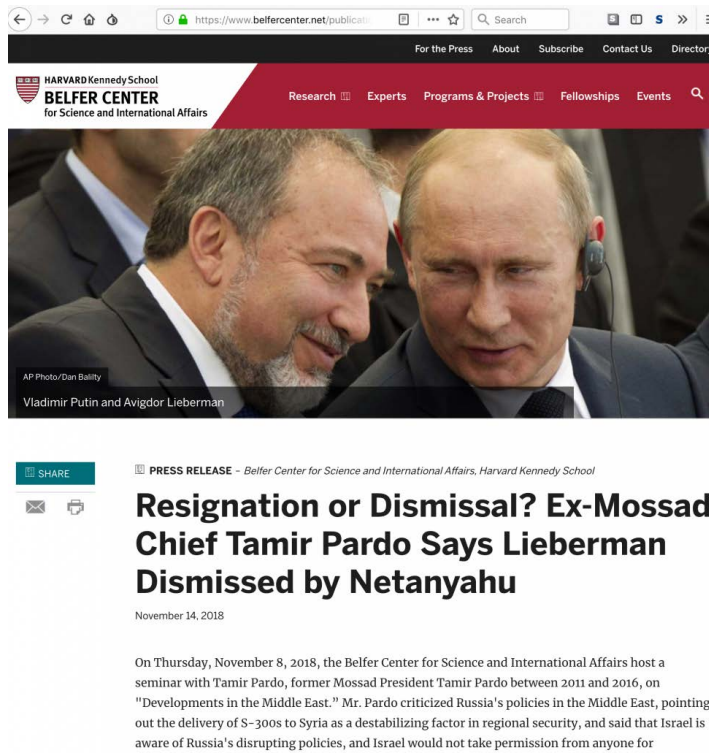 https://www.belfercenter.net/publicati
Search
For the Press About Subscribe Contact Us Directory
HARVARD Kennedy School
BELFER CENTER
for Science and International Affairs
Research Experts Programs & Projects Fellowships Events
AP Photo/Dan Balilty
Vladimir Putin and Avigdor Lieberman
SHARE
PRESS RELEASE - Belfer Center for Science and International Affairs, Harvard Kennedy School
Resignation or Dismissal? Ex-Mossad
Chief Tamir Pardo Says Lieberman
Dismissed by Netanyahu
November 14, 2018
On Thursday, November 8, 2018, the Belfer Center for Science and International Affairs host a
seminar with Tamir Pardo, former Mossad President Tamir Pardo between 2011 and 2016, on
"Developments in the Middle East.” Mr. Pardo criticized Russia's policies in the Middle East, pointing
out the delivery of S-300s to Syria as a destabilizing factor in regional security, and said that Israel is
aware of Russia's disrupting policies, and Israel would not take permission from anyone for